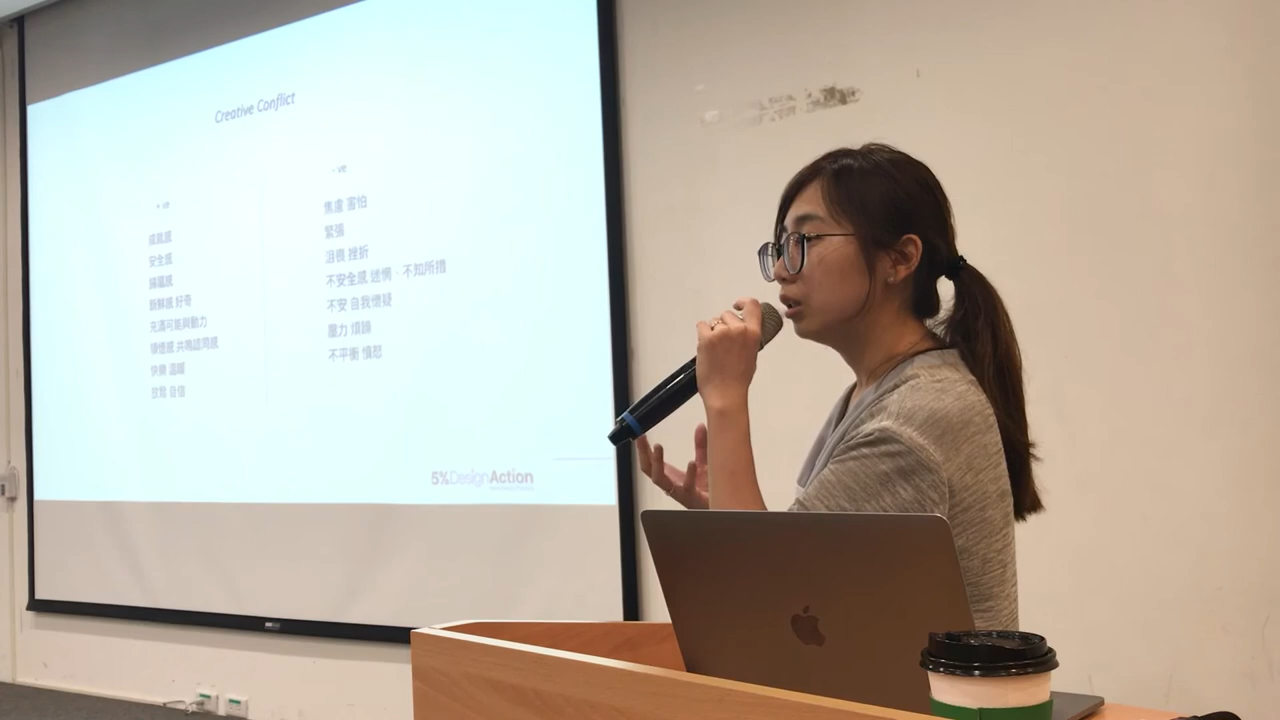 Creative Conflict
+ ve
成就感
安全感
歸屬感
新鮮感 好奇
充滿可能與動力
領悟感 共鳴認同感
快樂 溫暖
放鬆 自信
- ve
焦慮 害怕
緊張
沮喪 挫折
不安全感 迷惘、不知所措
不安 自我懷疑
壓力 煩躁
不平衡 憤怒
5%DesignAction